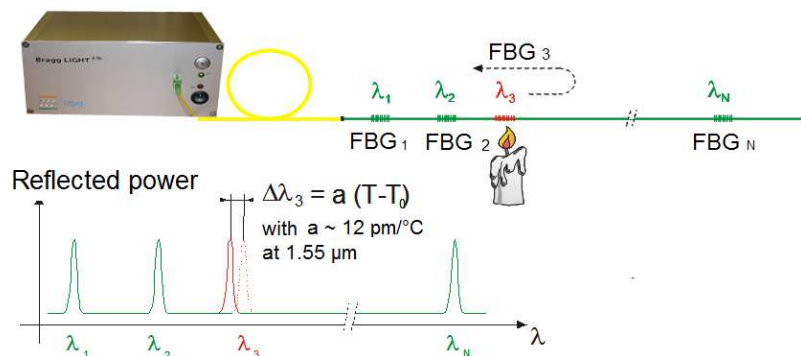 Bragg LIGHT
FBG 3
λ1 λ2 λ3 λN
FBG 1 FBG 2 FBG N
Reflected power
Δλ3 = a (T-T0)
with a ~ 12 pm/°C
at 1.55 µm
λ1 λ2 λ3 λN λ